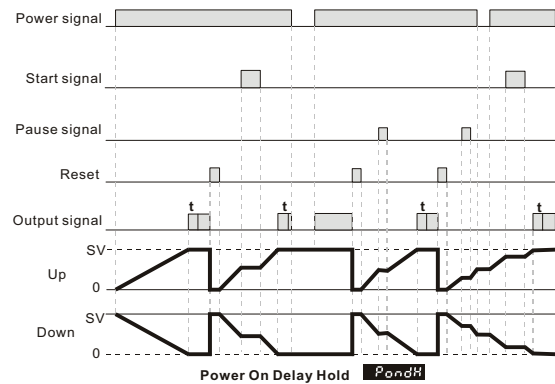 Power signal
Start signal
Pause signal
Reset
t t t t
Output signal
SV
Up
0
SV
Down
0
Power On Delay Hold PondH